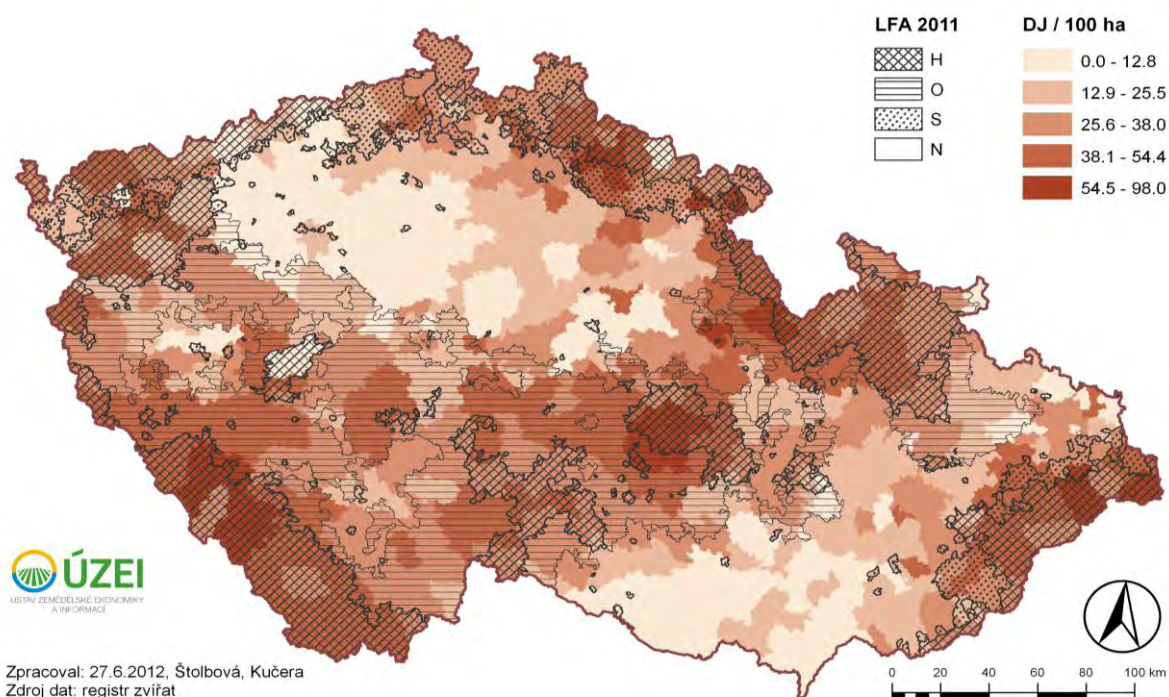 LFA 2011
H
O
S
N
DJ / 100 ha
0.0 - 12.8
12.9 - 25.5
25.6 - 38.0
38.1 - 54.4
54.5 - 98.0
ÚZEI
ÚSTAV ZEMĚDĚLSKÉ EKONOMIKY
A INFORMACÍ
Zpracoval: 27.6.2012, Štolbová, Kučera
Zdroj dat: registr zvířat
0 20 40 60 80 100 km